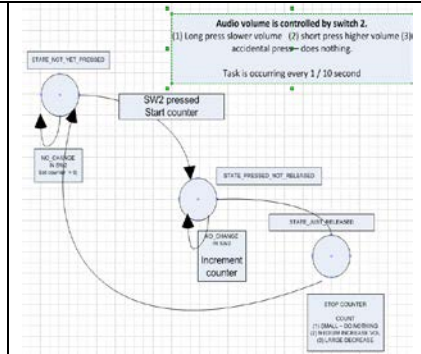 Audio volume is controlled by switch 2.
(1) Long press slower volume (2) short press higher volume (3)
accidental press – does nothing.
Task is occurring every 1 / 10 second
STATE_NOT_YET_PRESSED
SW2 pressed
Start counter
NO_CHANGE
IN SW2
Set counter = 0;
STATE_PRESSED_NOT_RELEASED
NO_CHANGE
IN SW2
Increment
counter
STATE_JUST_RELEASED
STOP COUNTER
COUNT
(1) SMALL – DO NOTHING
(2) MEDIUM INCREASE VOL
(3) LARGE DECREASE